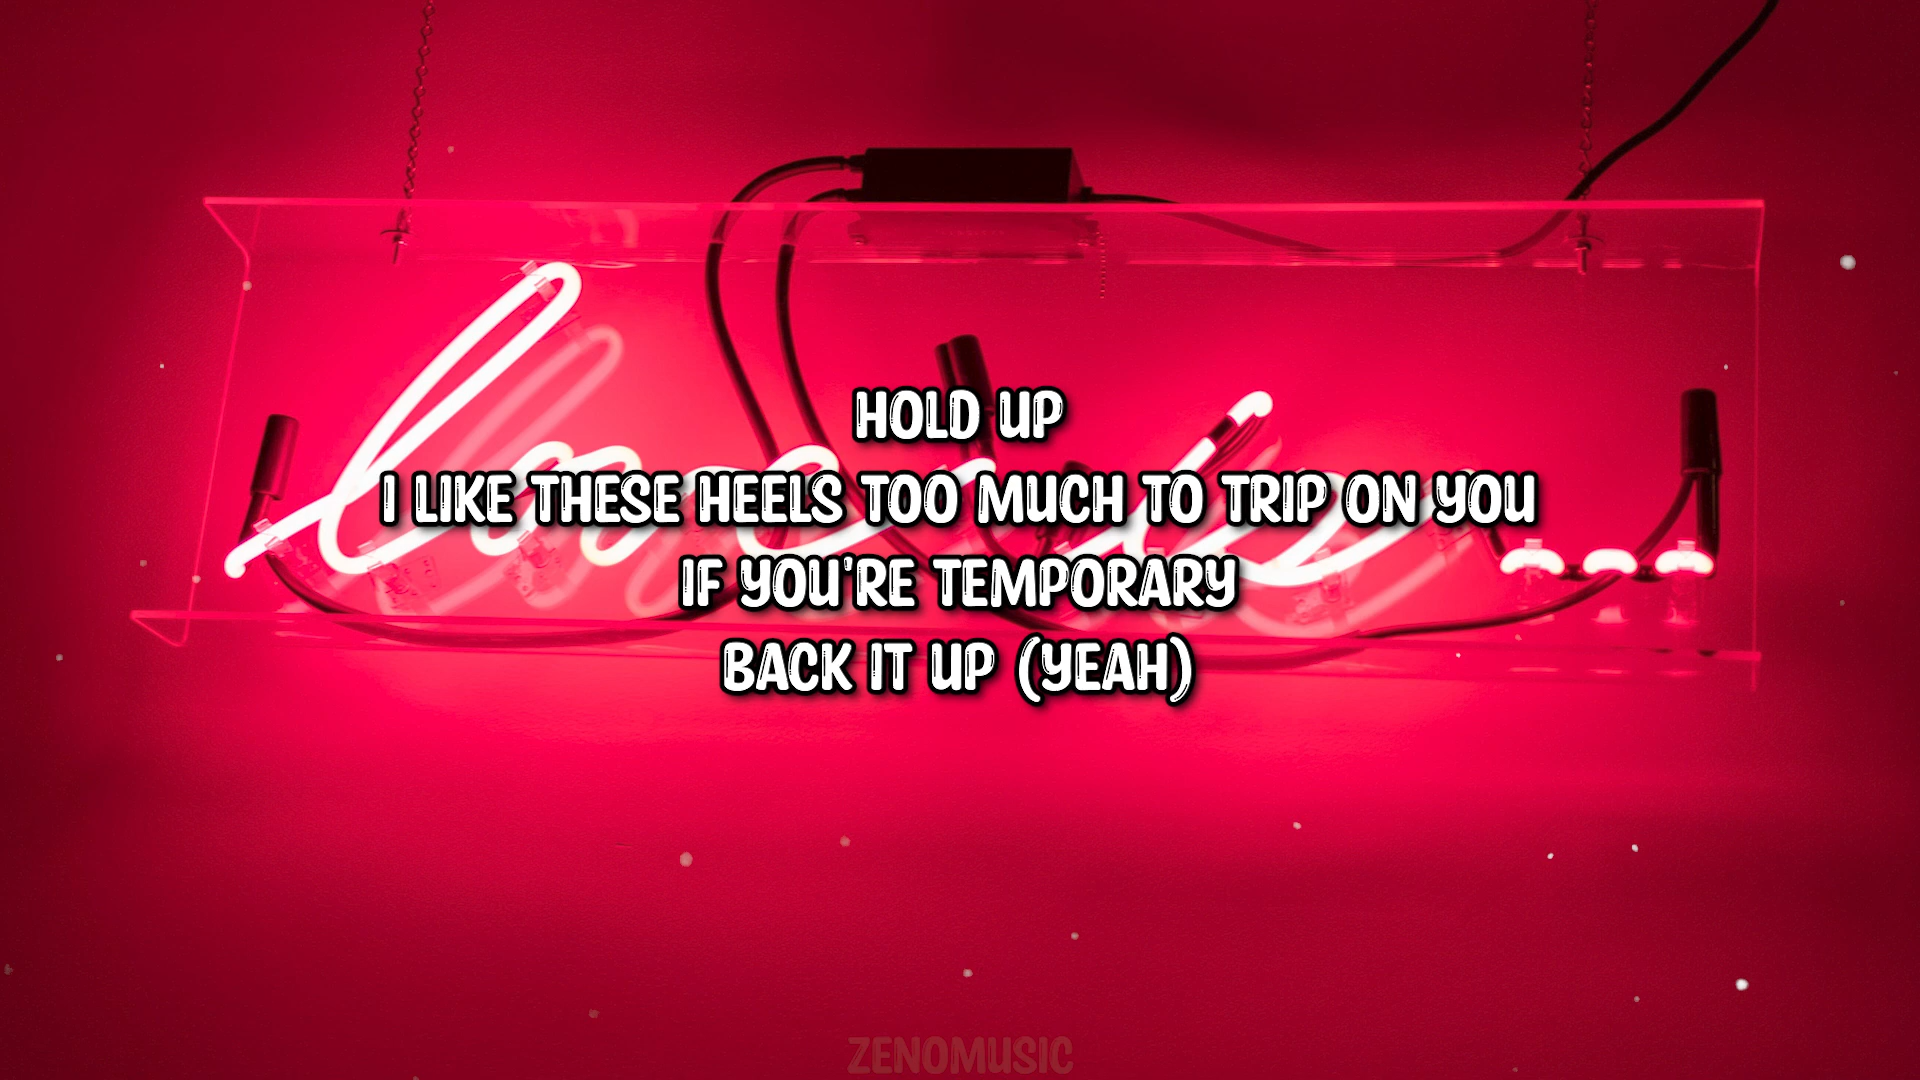 HOLD UP
I LIKE THESE HEELS TOO MUCH TO TRIP ON YOU
IF YOU'RE TEMPORARY
BACK IT UP (YEAH)
ZENOMUSIC